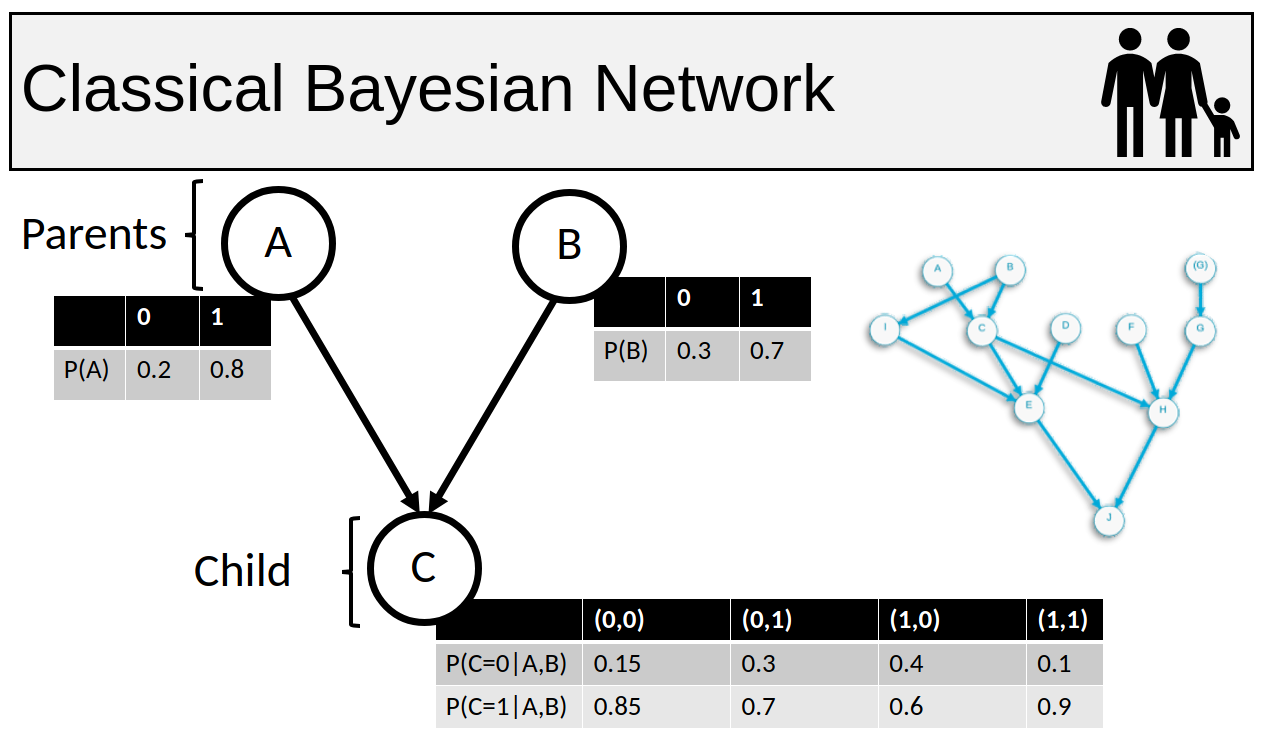 Classical Bayesian Network
Parents
A
B
0 1
P(A) 0.2 0.8
0 1
P(B) 0.3 0.7
Child
C
(0,0) (0,1) (1,0) (1,1)
P(C=0|A,B) 0.15 0.3 0.4 0.1
P(C=1|A,B) 0.85 0.7 0.6 0.9
A B (G)
I C D F G
E H
J